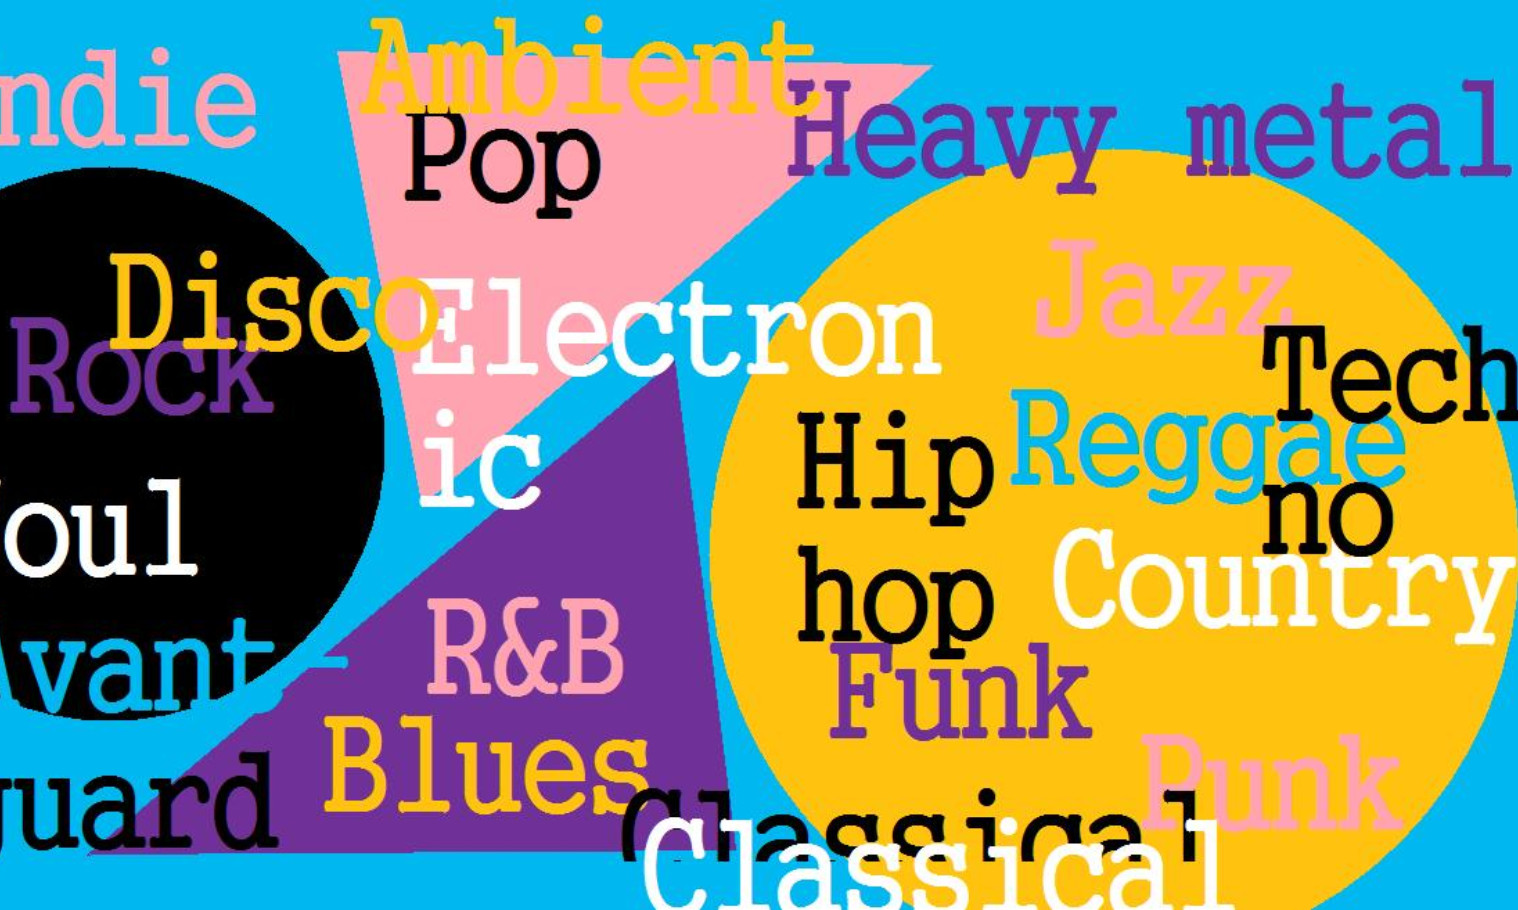 Ambient
ndie
Heavy metal
Pop
Jazz
Disco
Electron
ic
Rock
Tech
no
Reggae
Hip
hop
oul
Country
R&B
vant-
guard
Funk
Blues
Punk
Classical
Classical